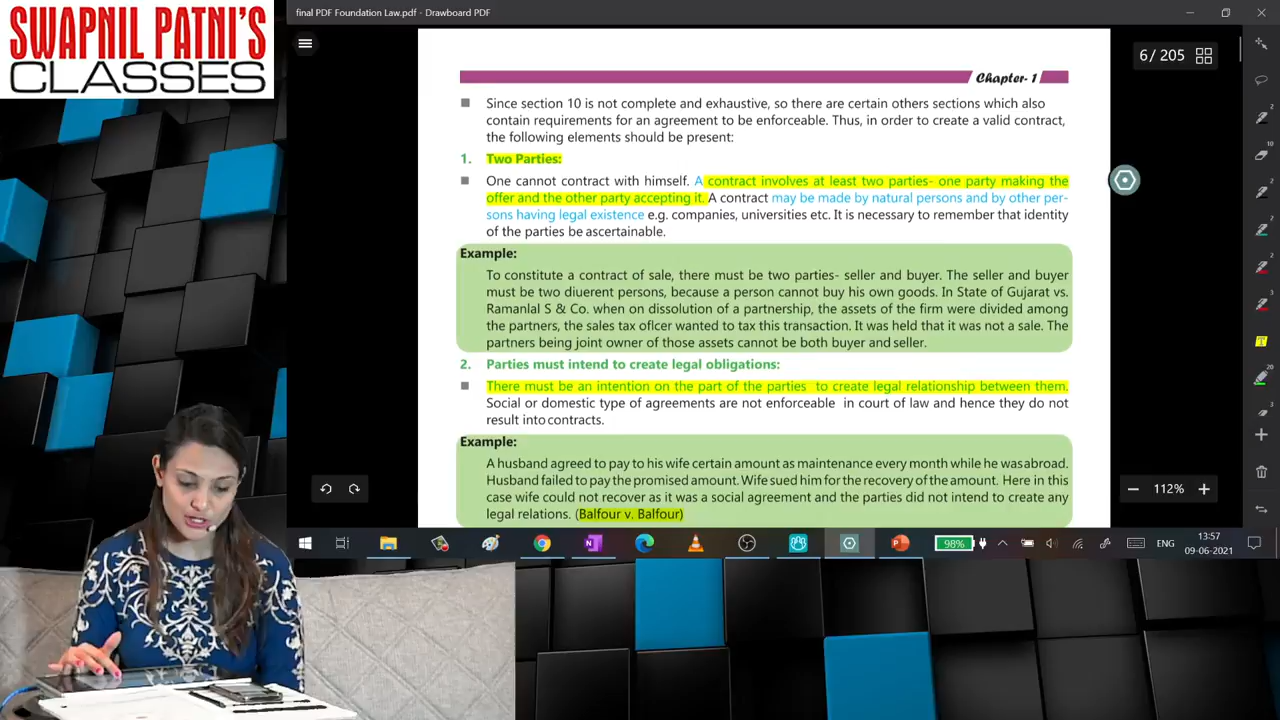 SWAPNIL PATNI'S
CLASSES
final PDF Foundation Law.pdf - Drawboard PDF
6 / 205
Chapter- 1
Since section 10 is not complete and exhaustive, so there are certain others sections which also
contain requirements for an agreement to be enforceable. Thus, in order to create a valid contract,
the following elements should be present:
1. Two Parties:
One cannot contract with himself. A contract involves at least two parties- one party making the
offer and the other party accepting it. A contract may be made by natural persons and by other per-
sons having legal existence e.g. companies, universities etc. It is necessary to remember that identity
of the parties be ascertainable.
Example:
To constitute a contract of sale, there must be two parties- seller and buyer. The seller and buyer
must be two diuerent persons, because a person cannot buy his own goods. In State of Gujarat vs.
Ramanlal S & Co. when on dissolution of a partnership, the assets of the firm were divided among
the partners, the sales tax oflcer wanted to tax this transaction. It was held that it was not a sale. The
partners being joint owner of those assets cannot be both buyer and seller.
2. Parties must intend to create legal obligations:
There must be an intention on the part of the parties to create legal relationship between them.
Social or domestic type of agreements are not enforceable in court of law and hence they do not
result into contracts.
Example:
A husband agreed to pay to his wife certain amount as maintenance every month while he was abroad.
Husband failed to pay the promised amount. Wife sued him for the recovery of the amount. Here in this
case wife could not recover as it was a social agreement and the parties did not intend to create any
legal relations. (Balfour v. Balfour)
112%
98%
ENG
13:57
09-06-2021